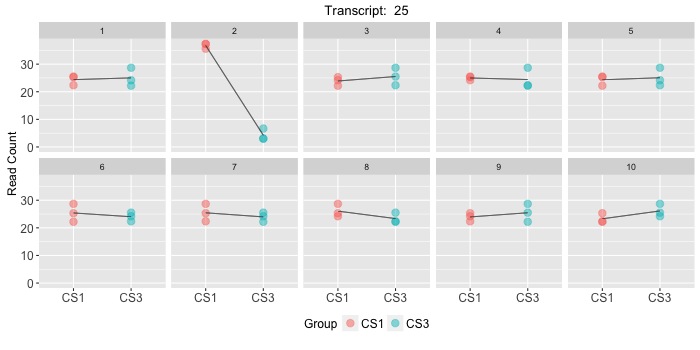 Transcript: 25
1 2 3 4 5
30
20
10
0
Read Count
6 7 8 9 10
30
20
10
0
CS1 CS3 CS1 CS3 CS1 CS3 CS1 CS3 CS1 CS3
Group CS1 CS3